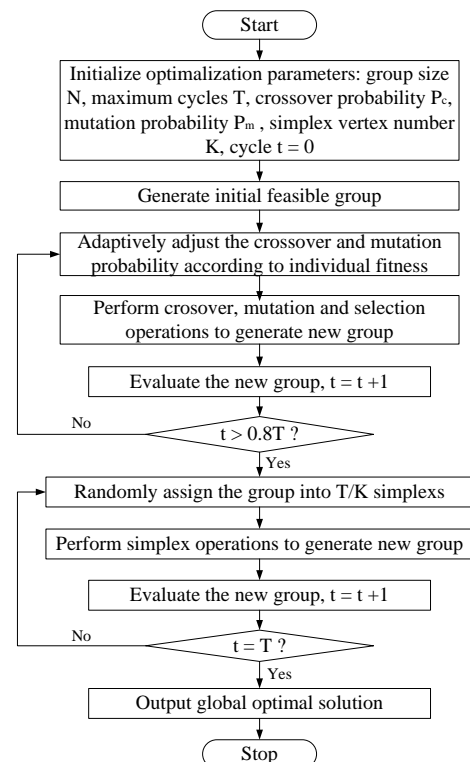 Start
Initialize optimalization parameters: group size
N, maximum cycles T, crossover probability Pc,
mutation probability Pm , simplex vertex number
K, cycle t = 0
Generate initial feasible group
Adaptively adjust the crossover and mutation
probability according to individual fitness
Perform crosover, mutation and selection
operations to generate new group
Evaluate the new group, t = t +1
No
t > 0.8T ?
Yes
Randomly assign the group into T/K simplexs
Perform simplex operations to generate new group
Evaluate the new group, t = t +1
No
t = T ?
Yes
Output global optimal solution
Stop